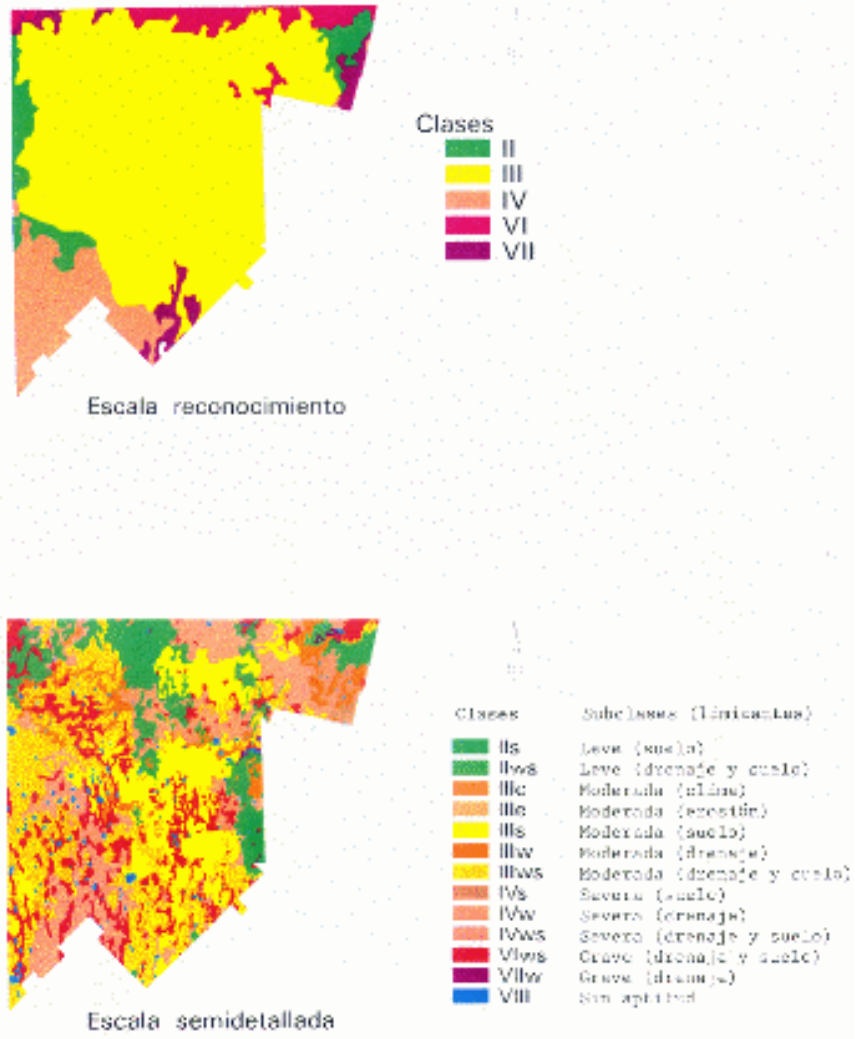 Clases
II
III
IV
VI
VII
Escala reconocimiento
Clases Subclases (limitantes)
IIs Leve (suelo)
IIws Leve (drenaje y suelo)
IIIc Moderada (clima)
IIIe Moderada (erosión)
IIIs Moderada (suelo)
IIIw Moderada (drenaje)
IIIws Moderada (drenaje y suelo)
IVs Severa (suelo)
IVw Severa (drenaje)
IVws Severa (drenaje y suelo)
VIws Grave (drenaje y suelo)
VIIw Grave (drenaje)
VIII Sin aptitud
Escala semidetallada